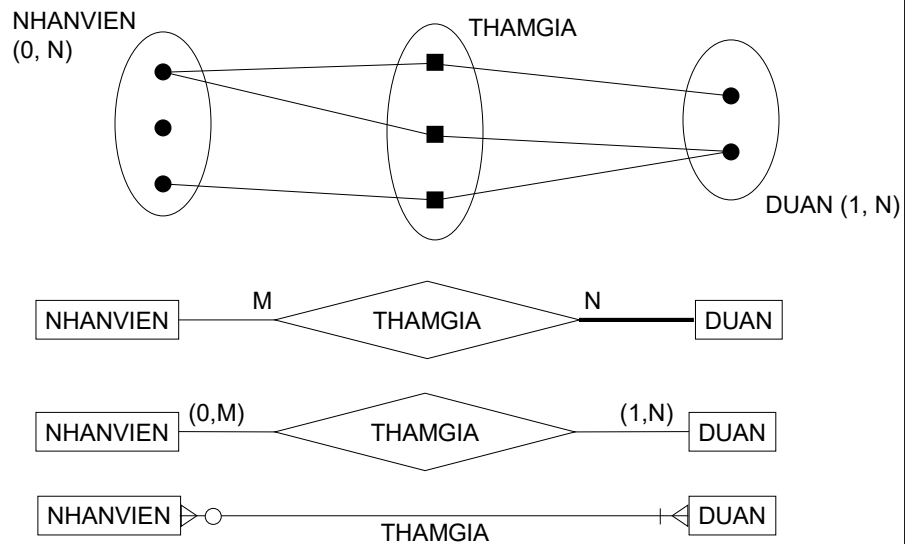 NHANVIEN
(0, N)
THAMGIA
DUAN (1, N)
M
N
NHANVIEN
THAMGIA
DUAN
(0,M)
(1,N)
NHANVIEN
THAMGIA
DUAN
NHANVIEN
DUAN
THAMGIA